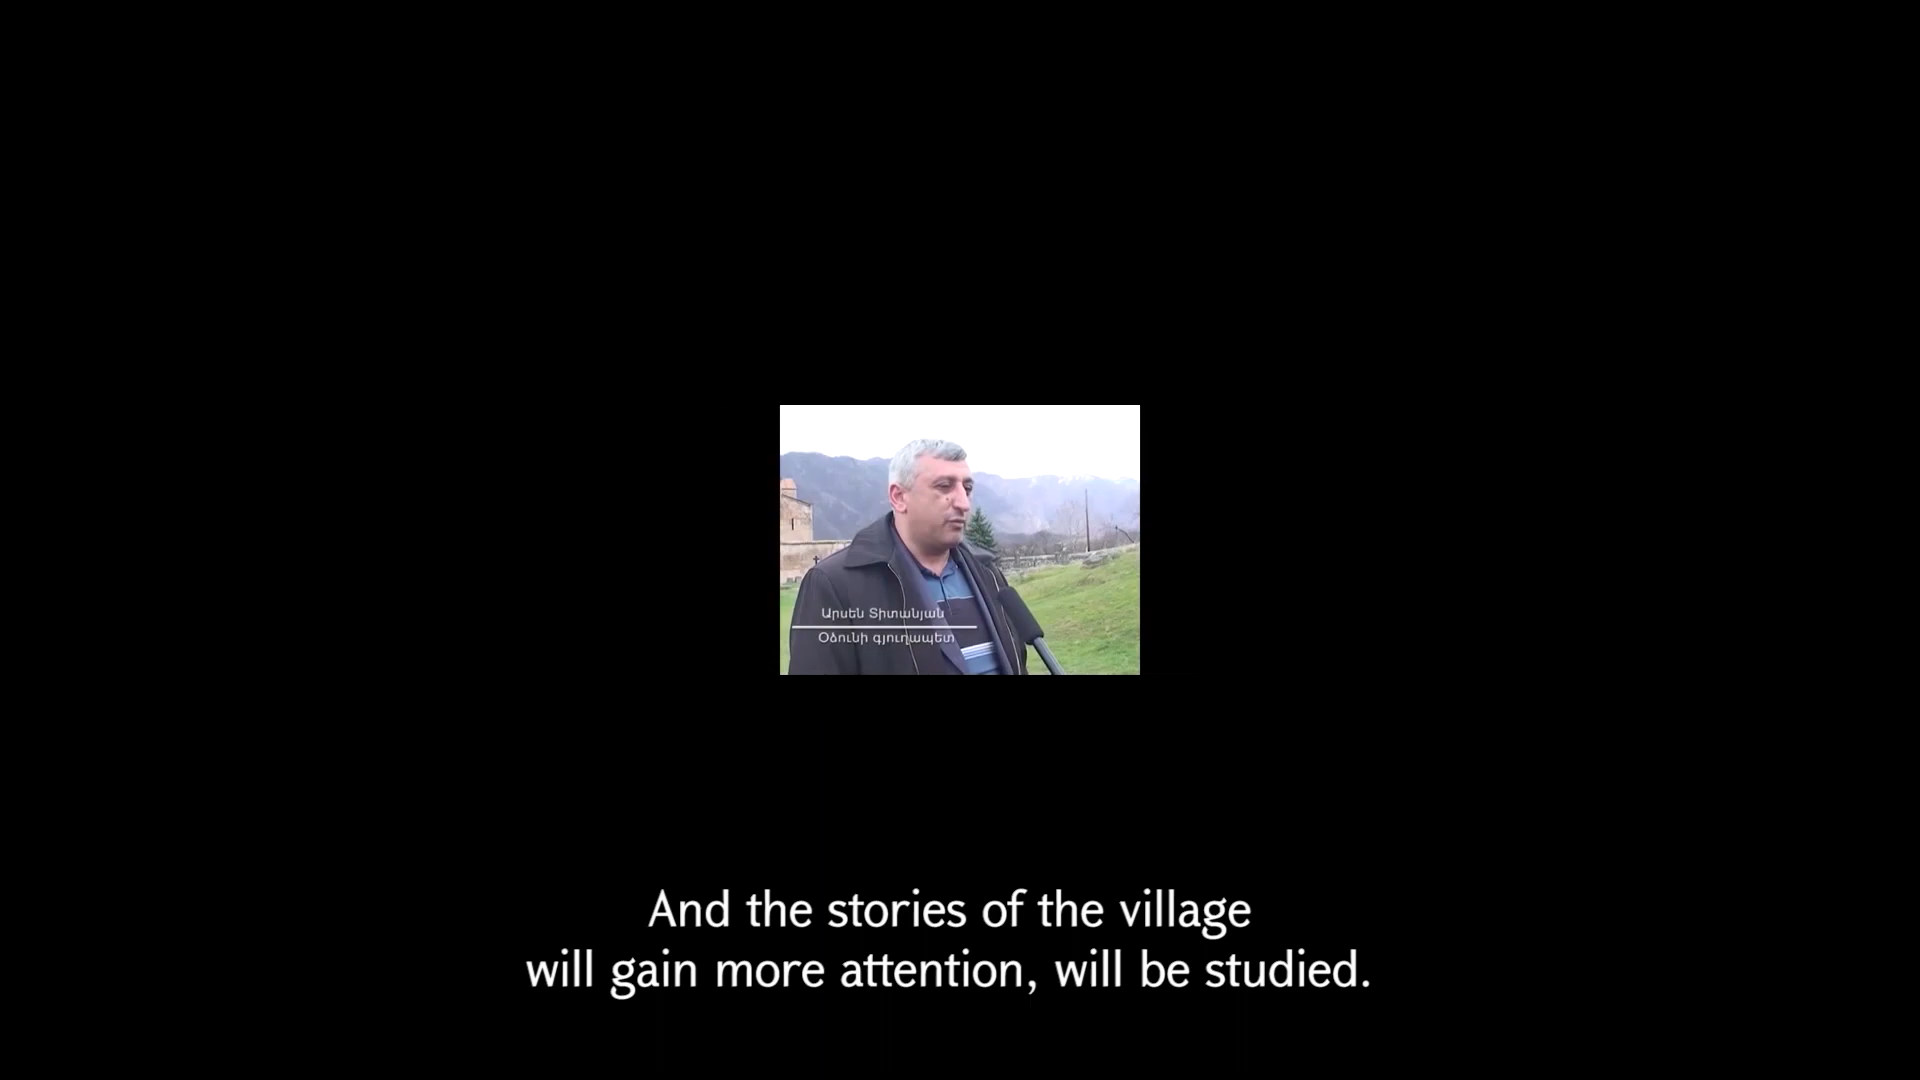 Արսեն Տիտանյան
Օձունի գյուղապետ
And the stories of the village
will gain more attention, will be studied.